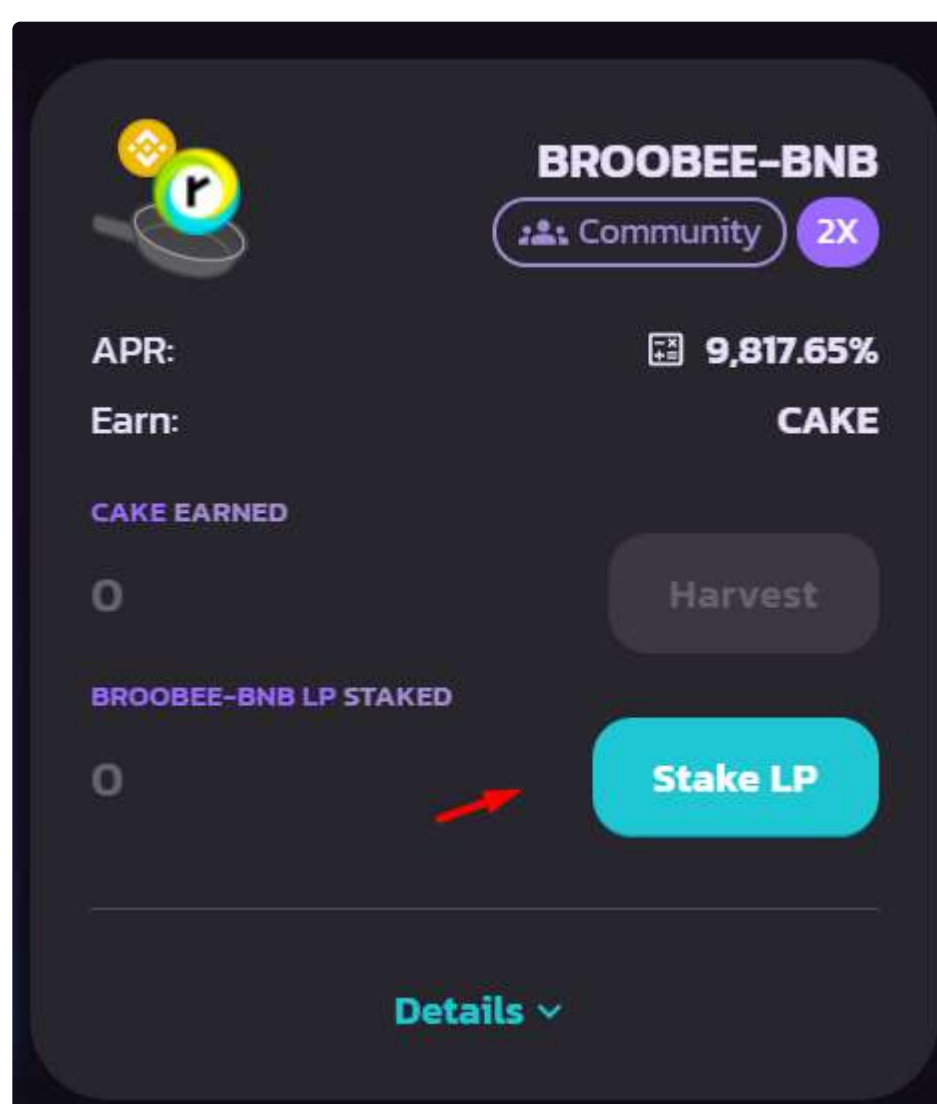 BROOBEE-BNB
Community 2X
APR: 9,817.65%
Earn: CAKE
CAKE EARNED
0 Harvest
BROOBEE-BNB LP STAKED
0 Stake LP
Details